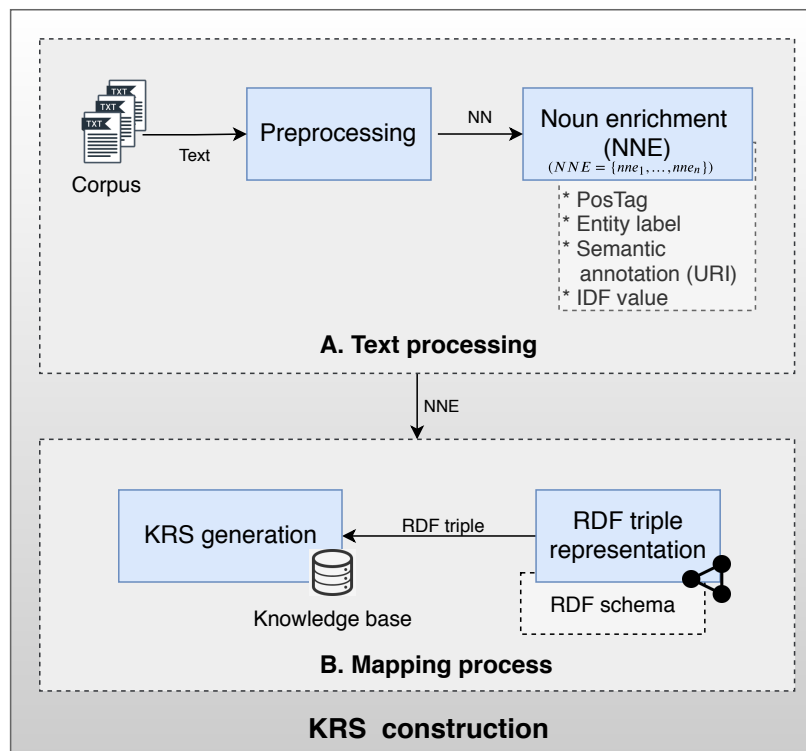 TXT
TXT
TXT
Corpus
Text
Preprocessing
NN
Noun enrichment
(NNE)
(NNE = {nne₁,…,nneₙ})
* PosTag
* Entity label
* Semantic
annotation (URI)
* IDF value
A. Text processing
NNE
KRS generation
Knowledge base
RDF triple
RDF triple
representation
RDF schema
B. Mapping process
KRS construction